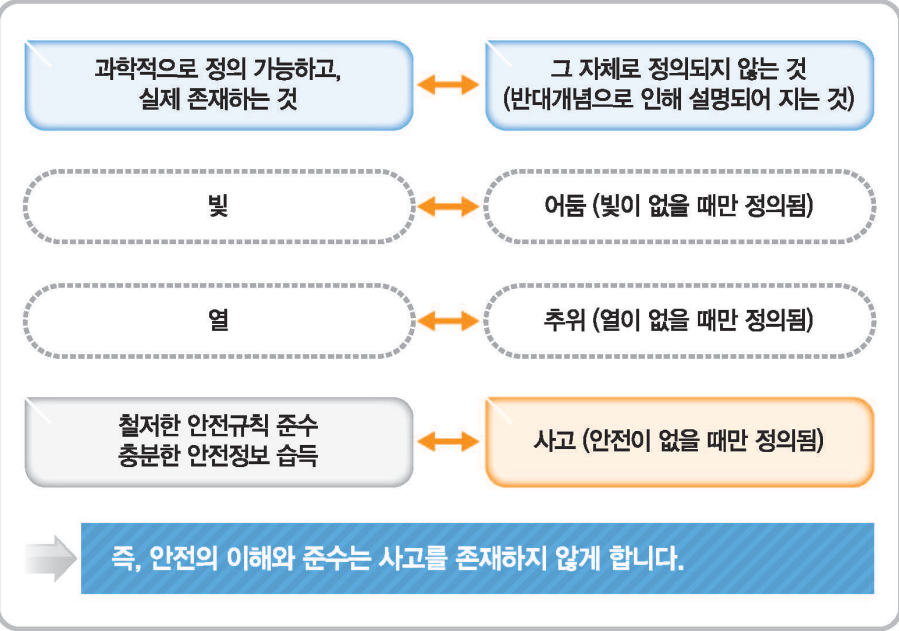 과학적으로 정의 가능하고,
실제 존재하는 것
그 자체로 정의되지 않는 것
(반대개념으로 인해 설명되어 지는 것)
빛
어둠 (빛이 없을 때만 정의됨)
열
추위 (열이 없을 때만 정의됨)
철저한 안전규칙 준수
충분한 안전정보 습득
사고 (안전이 없을 때만 정의됨)
즉, 안전의 이해와 준수는 사고를 존재하지 않게 합니다.